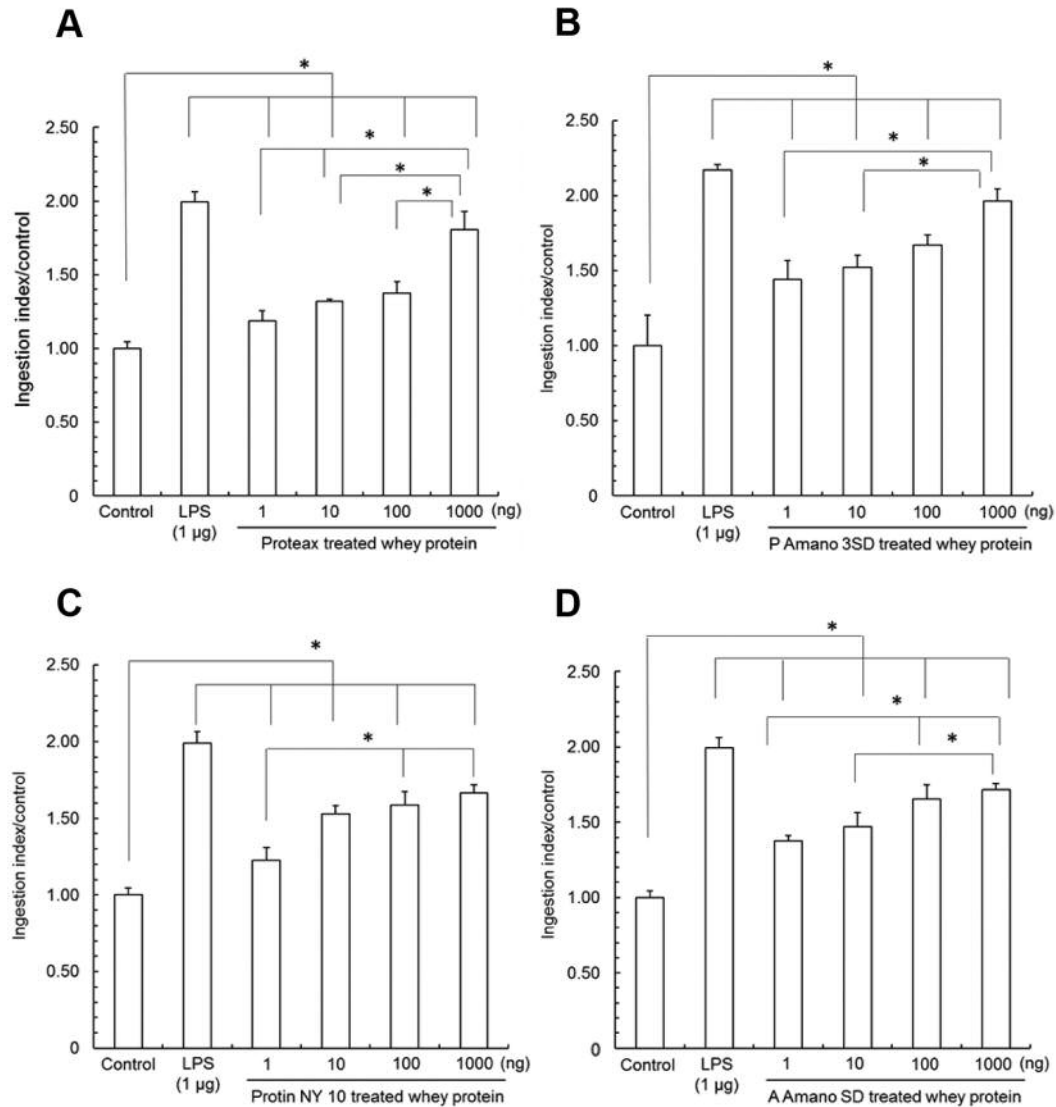 A
*
*
*
*
Ingestion index/control
2.50
2.00
1.50
1.00
0.50
0
Control LPS 1 10 100 1000 (ng)
(1 µg)
Proteax treated whey protein
B
*
*
*
Ingestion index/control
2.50
2.00
1.50
1.00
0.50
0
Control LPS 1 10 100 1000 (ng)
(1 µg)
P Amano 3SD treated whey protein
C
*
*
Ingestion index/control
2.50
2.00
1.50
1.00
0.50
0
Control LPS 1 10 100 1000 (ng)
(1 µg)
Protin NY 10 treated whey protein
D
*
*
*
Ingestion index/control
2.50
2.00
1.50
1.00
0.50
0
Control LPS 1 10 100 1000 (ng)
(1 µg)
A Amano SD treated whey protein